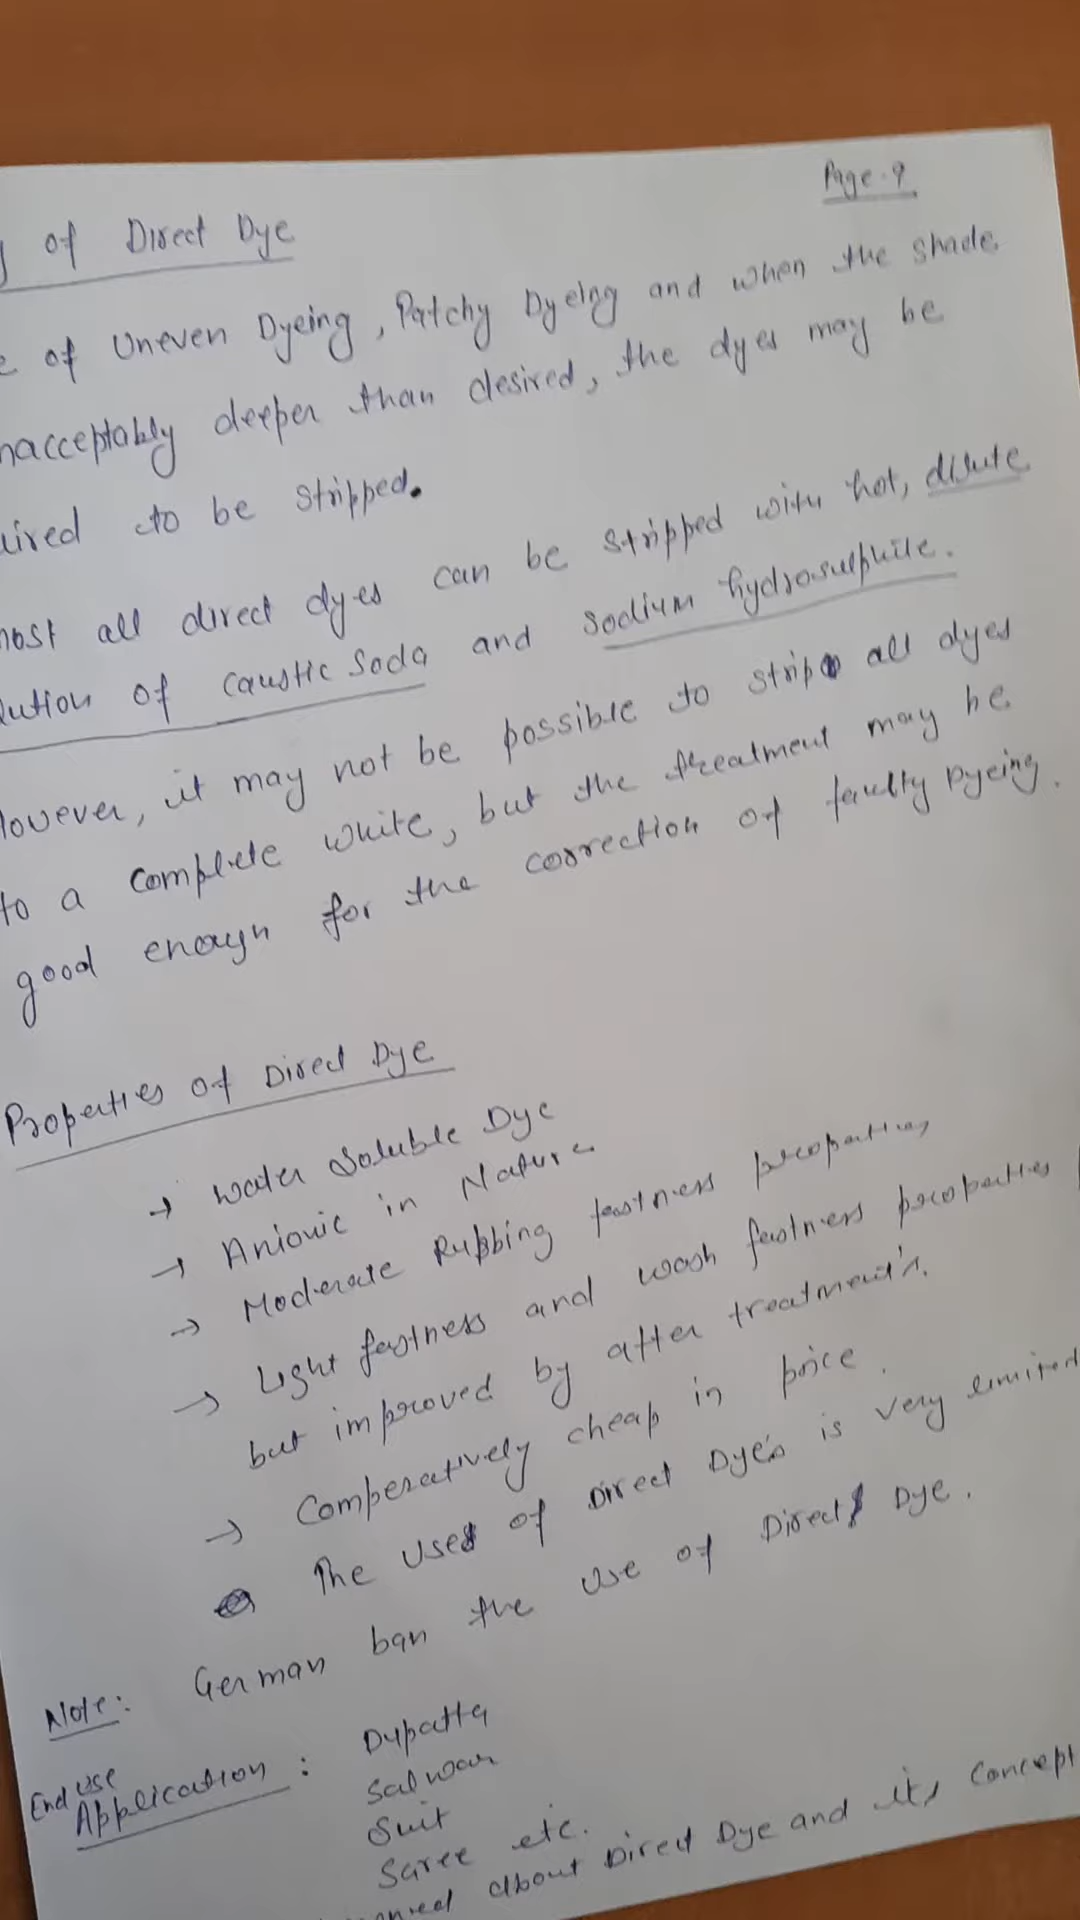 Page-9
of Direct Dye
of Uneven Dyeing, Patchy Dyeing and when the shade
nacceptably deeper than desired, the dyes may be
uired to be stripped.
most all direct dyes can be stripped with hot, dilute
lution of caustic soda and sodium hydrosulphite.
However, it may not be possible to strip all dyes
to a complete white, but the treatment may be
good enough for the correction of faulty Dyeing.
Properties of Direct Dye
→ Water Soluble Dye
→ Anionic in Nature
→ Moderate Rubbing fastness properties
→ Light fastness and wash fastness properties
but improved by after treatment's.
→ Comperatively cheap in price.
The uses of Direct Dye's is very limited
Note: German ban the use of Direct Dye.
End use
Application : Dupatta
Salwar
Suit
Saree etc.
about Direct Dye and its Concept